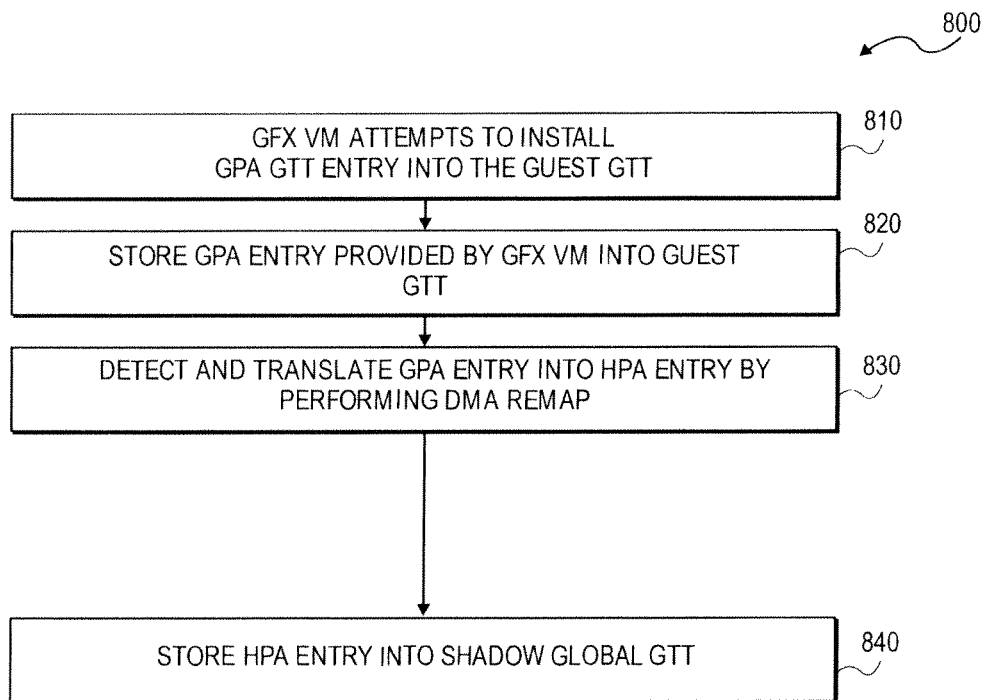 800
GFX VM ATTEMPTS TO INSTALL
GPA GTT ENTRY INTO THE GUEST GTT
810
STORE GPA ENTRY PROVIDED BY GFX VM INTO GUEST
GTT
820
DETECT AND TRANSLATE GPA ENTRY INTO HPA ENTRY BY
PERFORMING DMA REMAP
830
STORE HPA ENTRY INTO SHADOW GLOBAL GTT
840